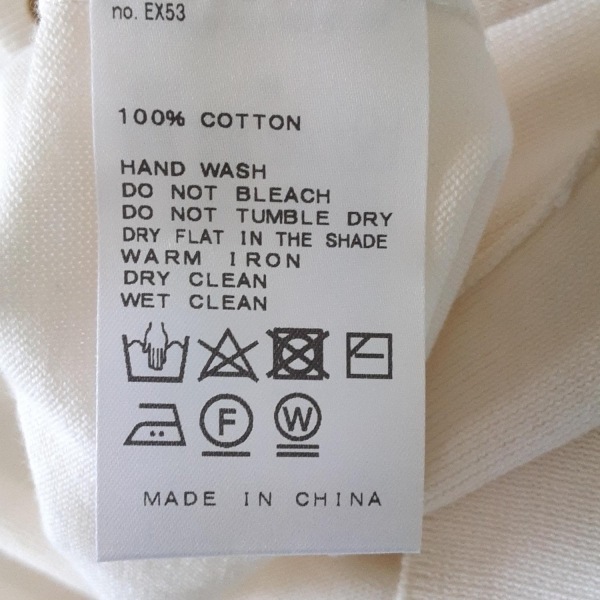 no. EX53
100% COTTON
HAND WASH
DO NOT BLEACH
DO NOT TUMBLE DRY
DRY FLAT IN THE SHADE
WARM IRON
DRY CLEAN
WET CLEAN
F W
MADE IN CHINA